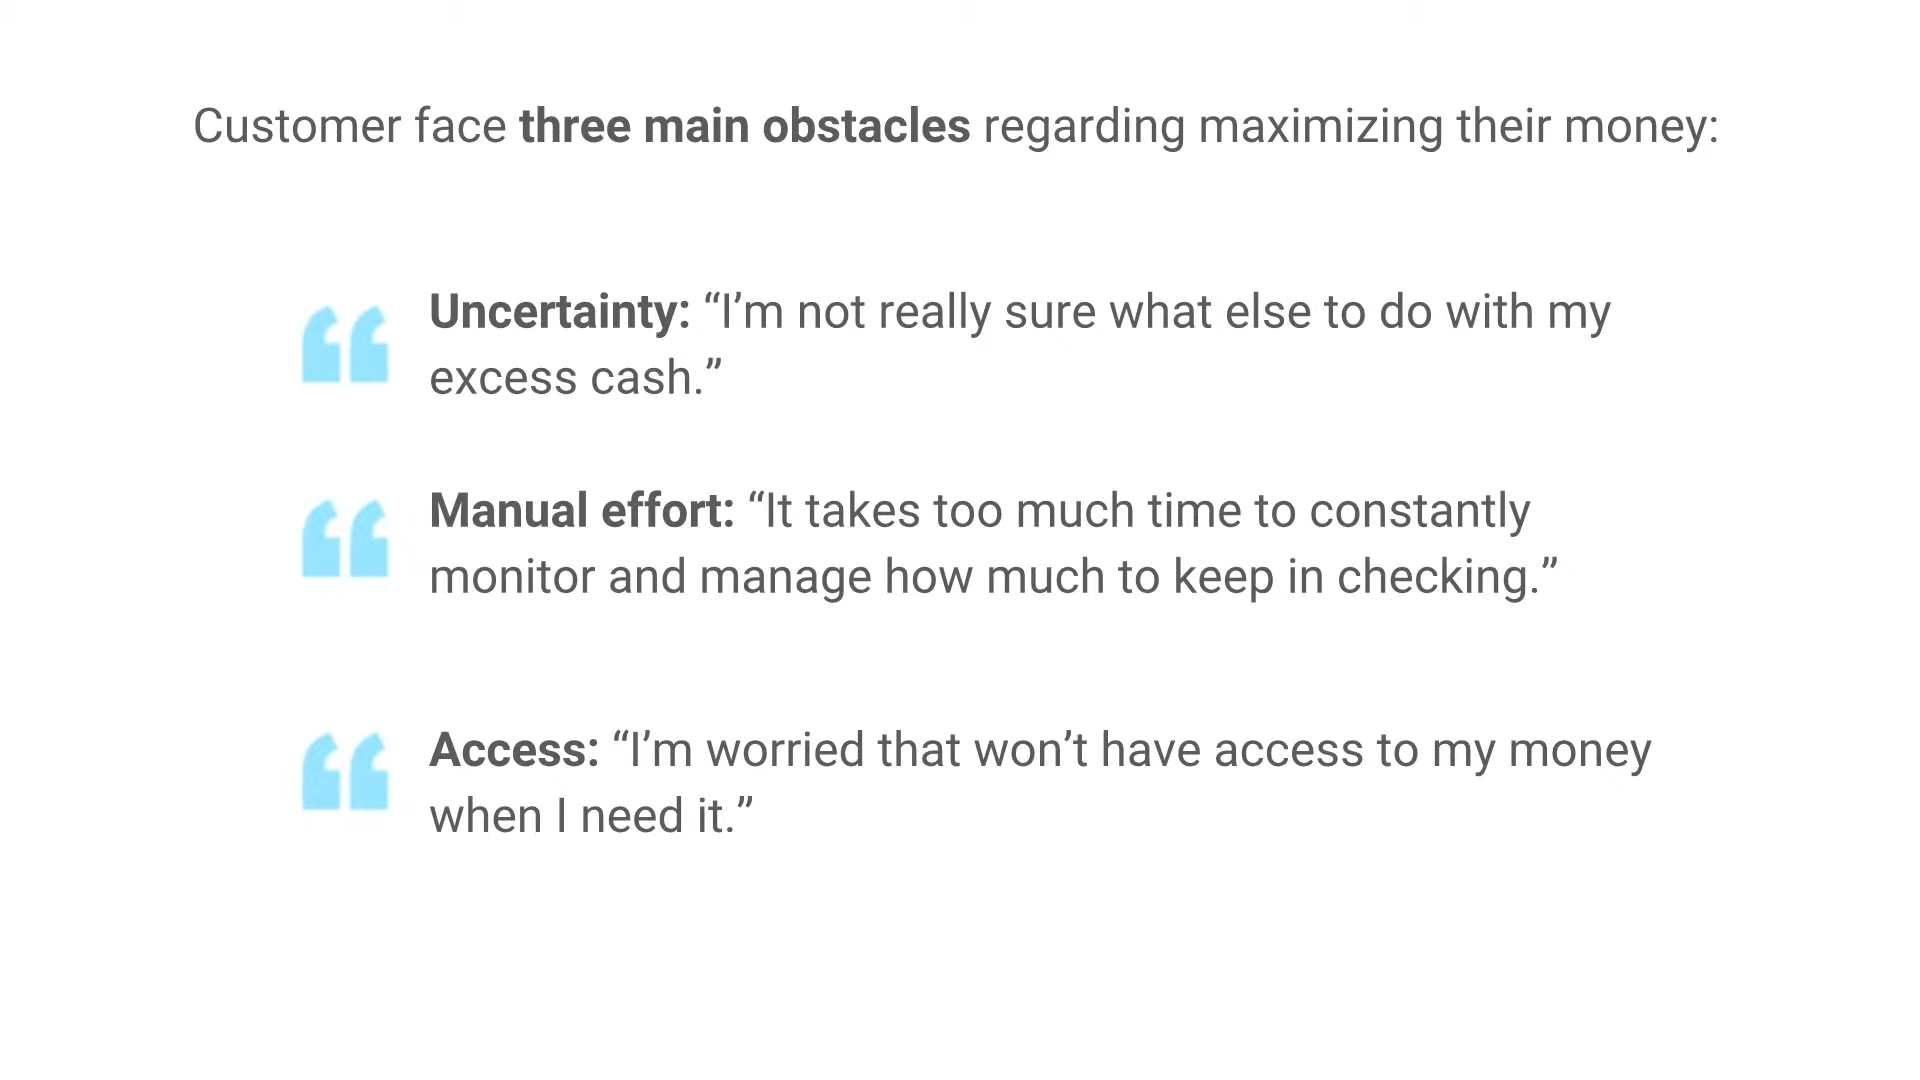 Customer face three main obstacles regarding maximizing their money:
Uncertainty: “I’m not really sure what else to do with my
excess cash.”
Manual effort: “It takes too much time to constantly
monitor and manage how much to keep in checking.”
Access: “I’m worried that won’t have access to my money
when I need it.”